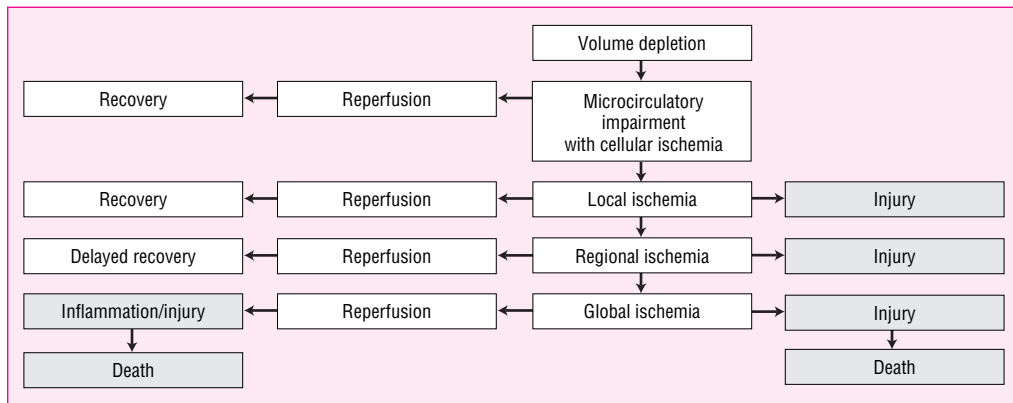 Volume depletion
Recovery
Reperfusion
Microcirculatory
impairment
with cellular ischemia
Recovery
Reperfusion
Local ischemia
Injury
Delayed recovery
Reperfusion
Regional ischemia
Injury
Inflammation/injury
Reperfusion
Global ischemia
Injury
Death
Death